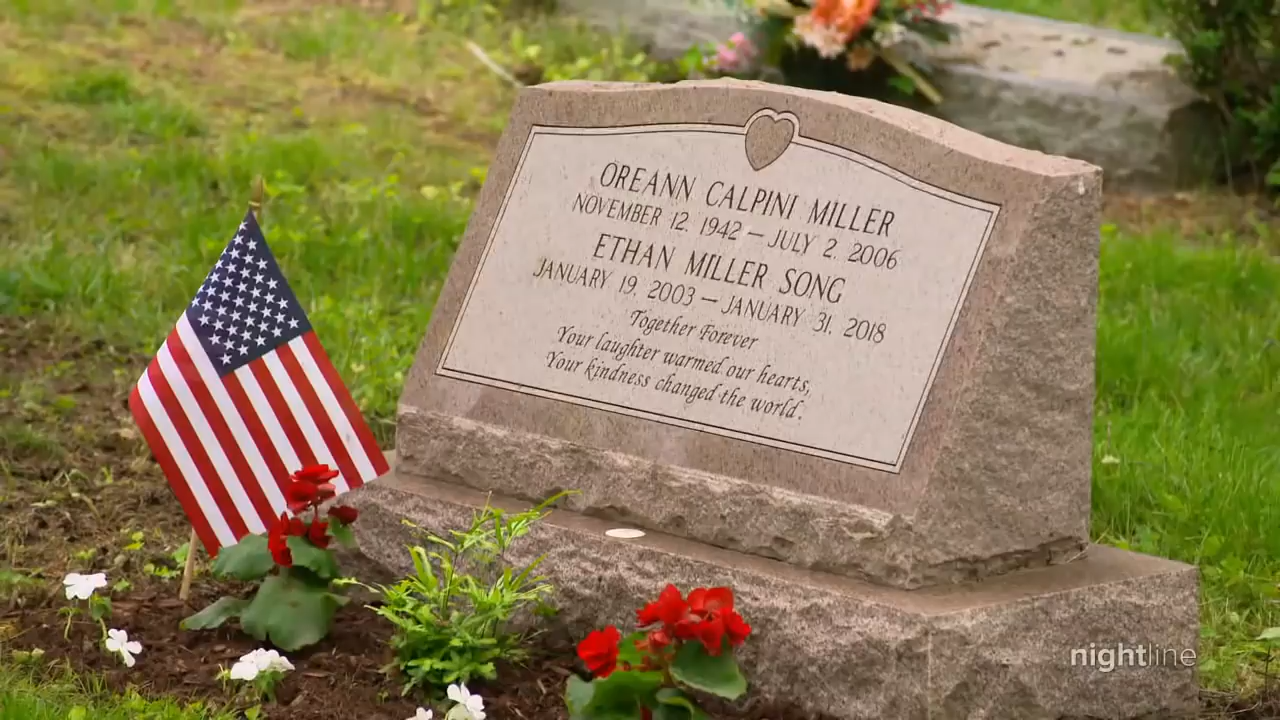 OREANN CALPINI MILLER
NOVEMBER 12, 1942 — JULY 2, 2006
ETHAN MILLER SONG
JANUARY 19, 2003 — JANUARY 31, 2018
Together Forever
Your laughter warmed our hearts,
Your kindness changed the world.
nightline